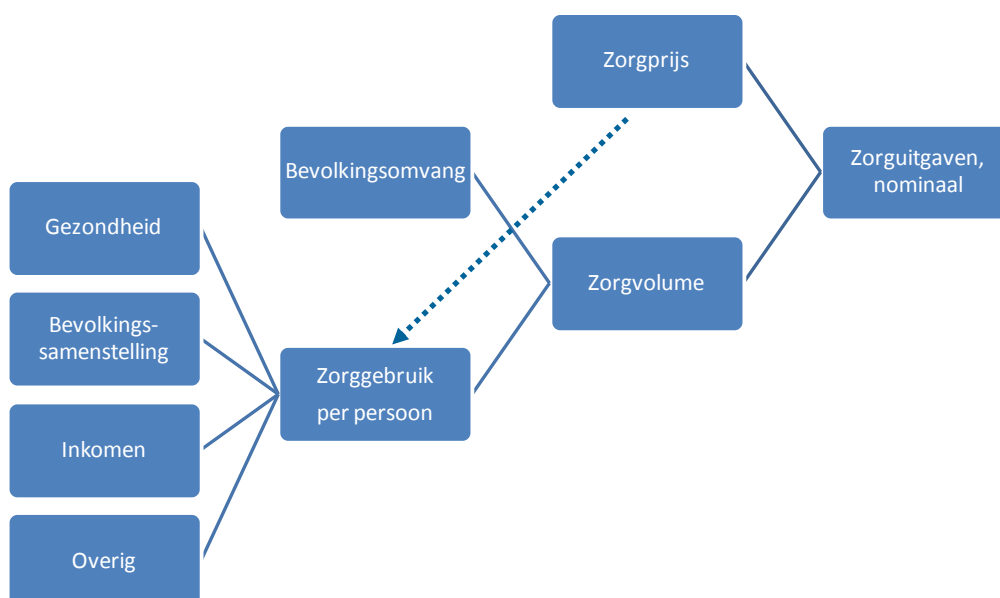 Zorgprijs
Bevolkingsomvang
Zorguitgaven,
nominaal
Gezondheid
Zorgvolume
Bevolkings-
samenstelling
Zorggebruik
per persoon
Inkomen
Overig